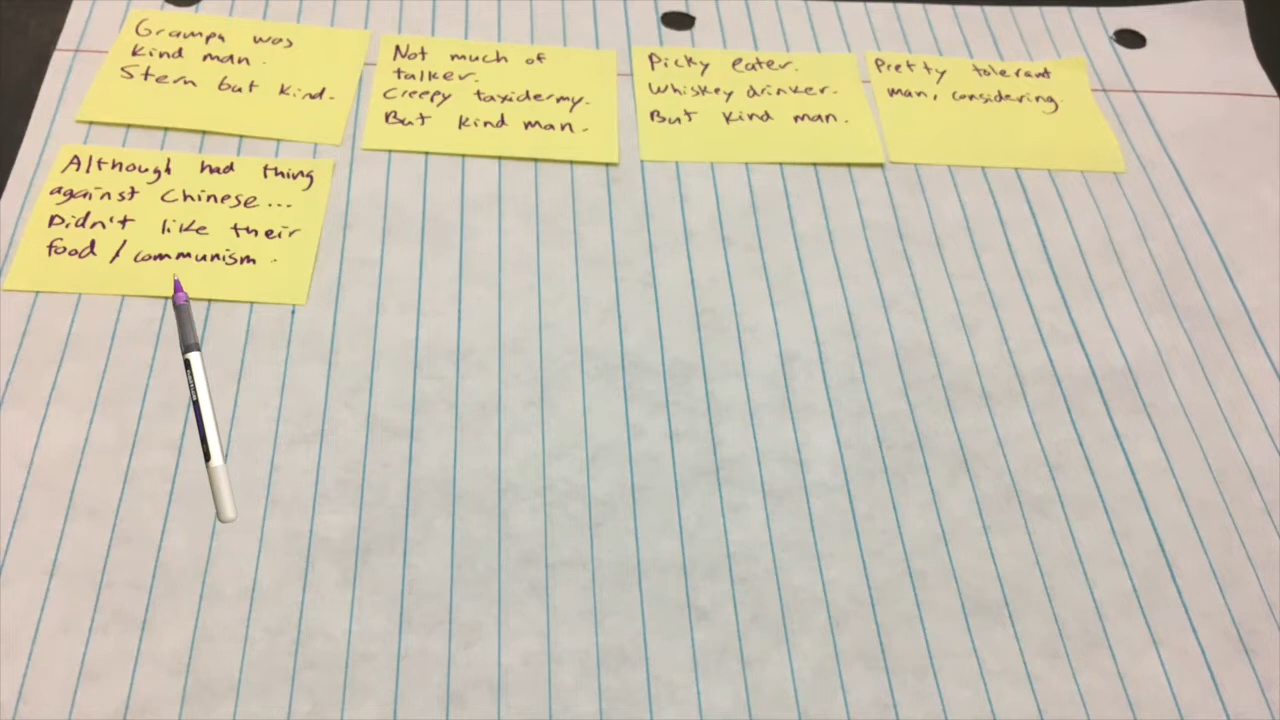 Grampa was
kind man.
Stern but kind.
Not much of
talker.
Creepy taxidermy.
But kind man.
Picky eater.
Whiskey drinker.
But kind man.
Pretty tolerant
man, considering.
Although had thing
against Chinese...
Didn't like their
food / communism.